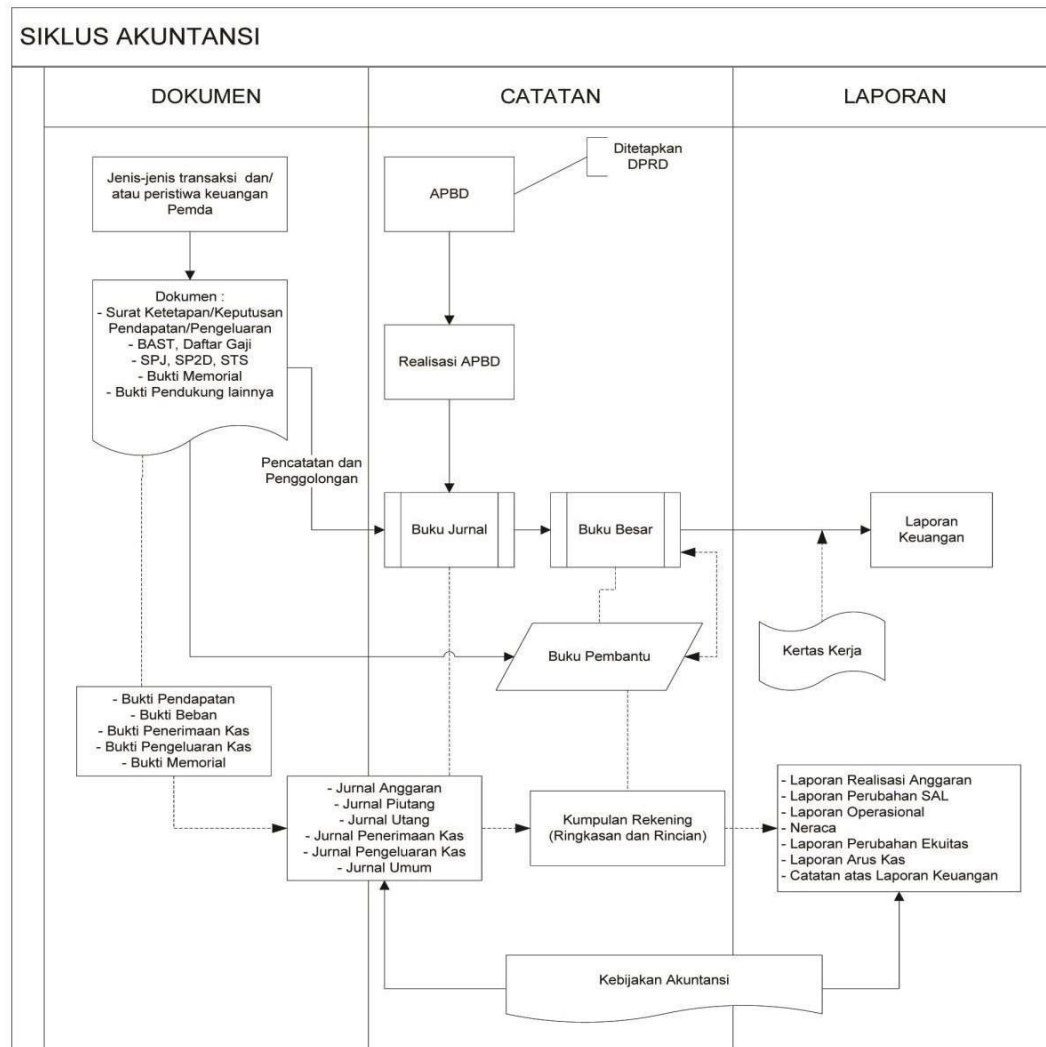 SIKLUS AKUNTANSI
DOKUMEN
CATATAN
LAPORAN
Jenis-jenis transaksi dan/
atau peristiwa keuangan
Pemda
APBD
Ditetapkan
DPRD
Dokumen :
- Surat Ketetapan/Keputusan
Pendapatan/Pengeluaran
- BAST, Daftar Gaji
- SPJ, SP2D, STS
- Bukti Memorial
- Bukti Pendukung lainnya
Realisasi APBD
Pencatatan dan
Penggolongan
Buku Jurnal
Buku Besar
Laporan
Keuangan
Buku Pembantu
Kertas Kerja
- Bukti Pendapatan
- Bukti Beban
- Bukti Penerimaan Kas
- Bukti Pengeluaran Kas
- Bukti Memorial
- Jurnal Anggaran
- Jurnal Piutang
- Jurnal Utang
- Jurnal Penerimaan Kas
- Jurnal Pengeluaran Kas
- Jurnal Umum
Kumpulan Rekening
(Ringkasan dan Rincian)
- Laporan Realisasi Anggaran
- Laporan Perubahan SAL
- Laporan Operasional
- Neraca
- Laporan Perubahan Ekuitas
- Laporan Arus Kas
- Catatan atas Laporan Keuangan
Kebijakan Akuntansi